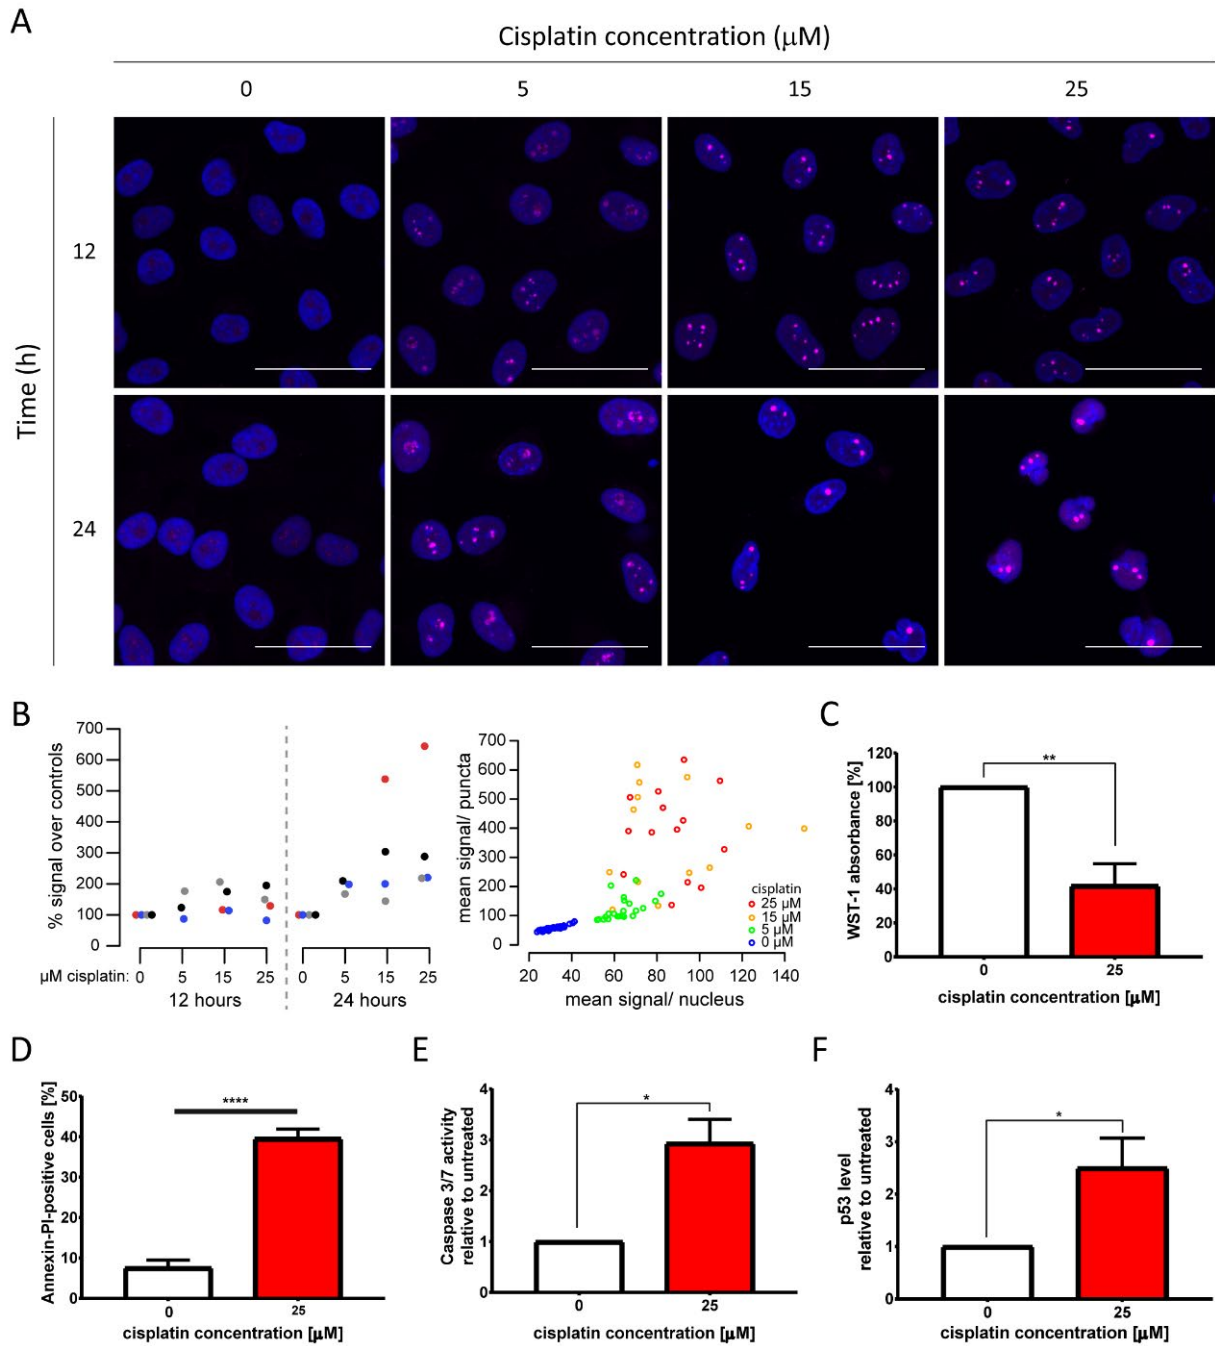 A
Cisplatin concentration (µM)
0 5 15 25
Time (h)
12
24
B
% signal over controls
700
600
500
400
300
200
100
0
µM cisplatin: 0 5 15 25 0 5 15 25
12 hours 24 hours
mean signal/ puncta
700
600
500
400
300
200
100
0
cisplatin
25 µM
15 µM
5 µM
0 µM
20 40 60 80 100 120 140
mean signal/ nucleus
C
WST-1 absorbance [%]
120
100
80
60
40
20
0
**
0 25
cisplatin concentration [µM]
D
Annexin-PI-positive cells [%]
50
40
30
20
10
0
****
0 25
cisplatin concentration [µM]
E
Caspase 3/7 activity
relative to untreated
4
3
2
1
0
*
0 25
cisplatin concentration [µM]
F
p53 level
relative to untreated
4
3
2
1
0
*
0 25
cisplatin concentration [µM]